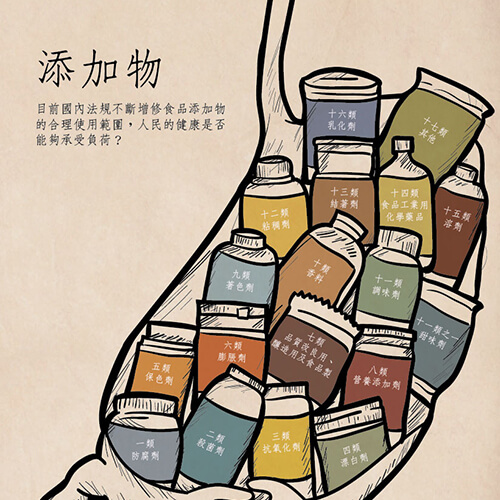 添加物
目前國內法規不斷增修食品添加物
的合理使用範圍，人民的健康是否
能夠承受負荷？
十六類
乳化劑
十七類
其他
十三類
結著劑
十四類
食品工業用
化學藥品
十五類
溶劑
十二類
粘稠劑
九類
著色劑
十類
香料
十一類
調味劑
十一類之一
甜味劑
五類
保色劑
六類
膨脹劑
七類
品質改良用、
釀造用及食品製
八類
營養添加劑
一類
防腐劑
二類
殺菌劑
三類
抗氧化劑
四類
漂白劑